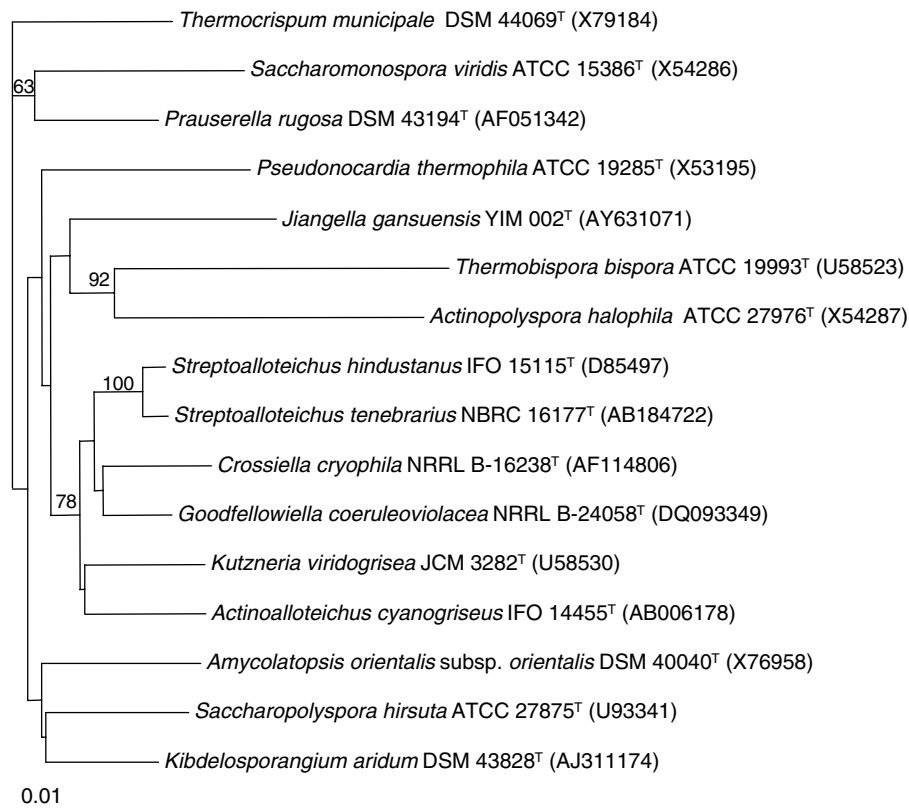 Thermocrispum municipale DSM 44069ᵀ (X79184)
63
Saccharomonospora viridis ATCC 15386ᵀ (X54286)
Prauserella rugosa DSM 43194ᵀ (AF051342)
Pseudonocardia thermophila ATCC 19285ᵀ (X53195)
Jiangella gansuensis YIM 002ᵀ (AY631071)
92
Thermobispora bispora ATCC 19993ᵀ (U58523)
Actinopolyspora halophila ATCC 27976ᵀ (X54287)
100
Streptoalloteichus hindustanus IFO 15115ᵀ (D85497)
Streptoalloteichus tenebrarius NBRC 16177ᵀ (AB184722)
Crossiella cryophila NRRL B-16238ᵀ (AF114806)
78
Goodfellowiella coeruleoviolacea NRRL B-24058ᵀ (DQ093349)
Kutzneria viridogrisea JCM 3282ᵀ (U58530)
Actinoalloteichus cyanogriseus IFO 14455ᵀ (AB006178)
Amycolatopsis orientalis subsp. orientalis DSM 40040ᵀ (X76958)
Saccharopolyspora hirsuta ATCC 27875ᵀ (U93341)
Kibdelosporangium aridum DSM 43828ᵀ (AJ311174)
0.01